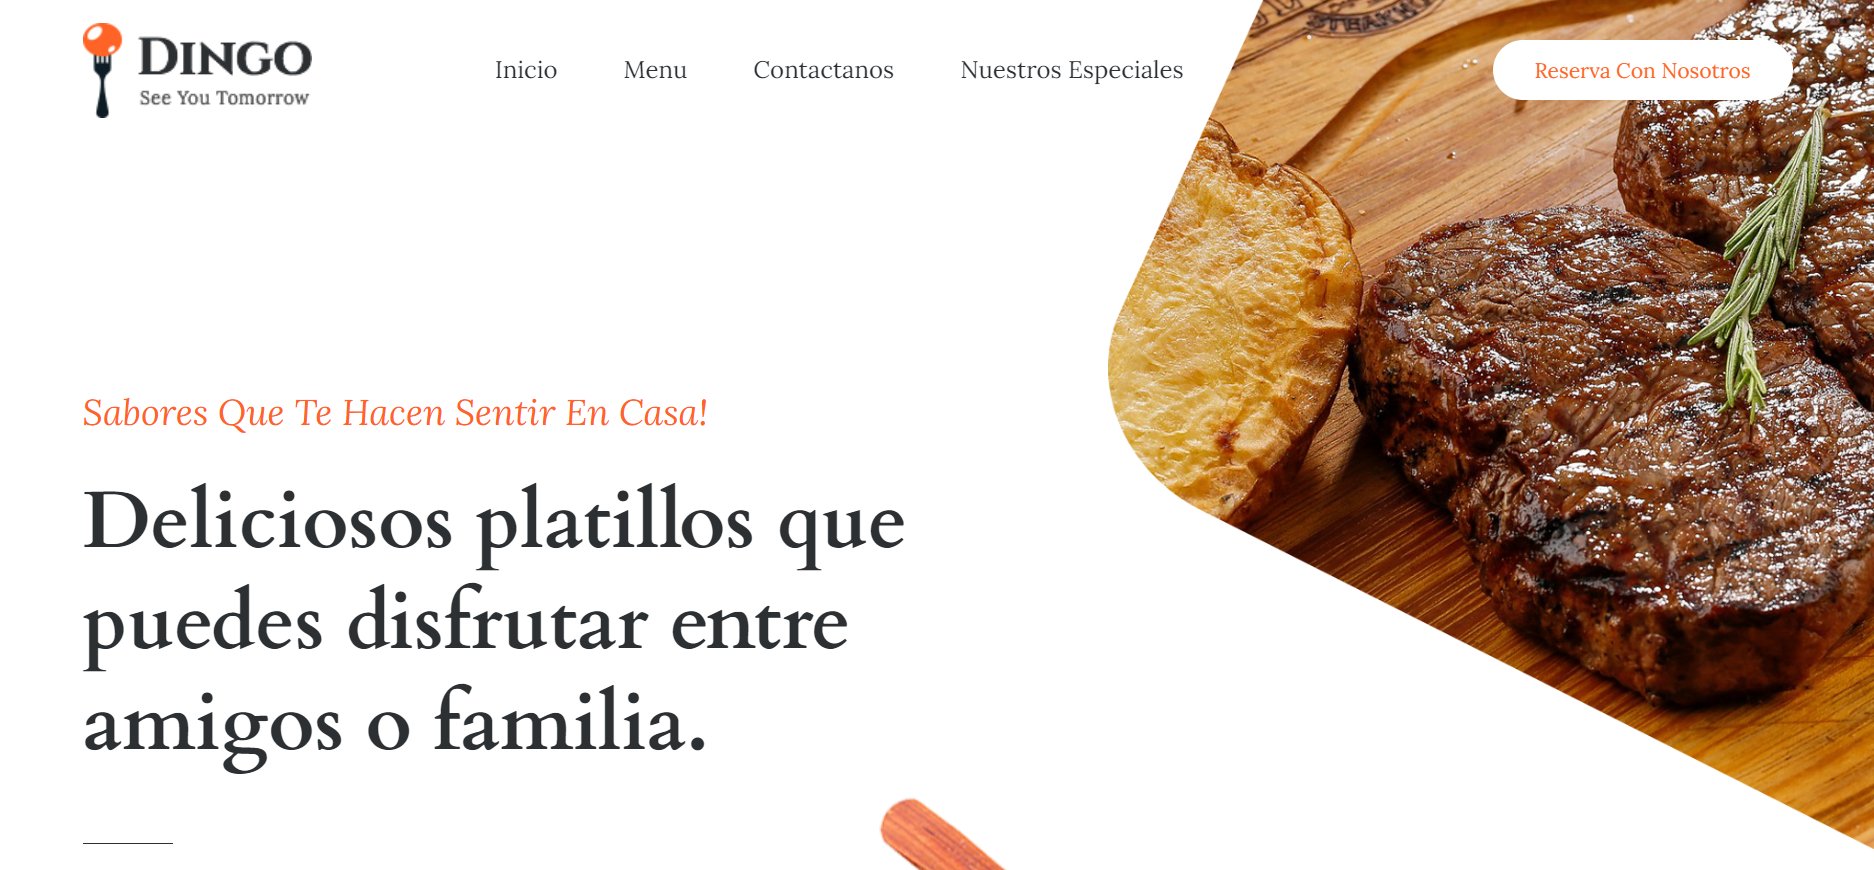 DINGO
See You Tomorrow
Inicio
Menu
Contactanos
Nuestros Especiales
Reserva Con Nosotros
Sabores Que Te Hacen Sentir En Casa!
Deliciosos platillos que
puedes disfrutar entre
amigos o familia.